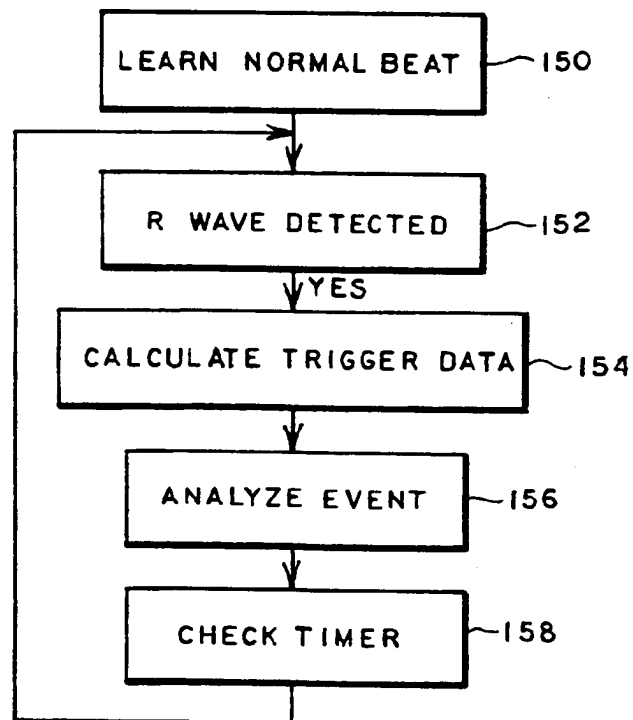 LEARN NORMAL BEAT 150
R WAVE DETECTED 152
YES
CALCULATE TRIGGER DATA 154
ANALYZE EVENT 156
CHECK TIMER 158